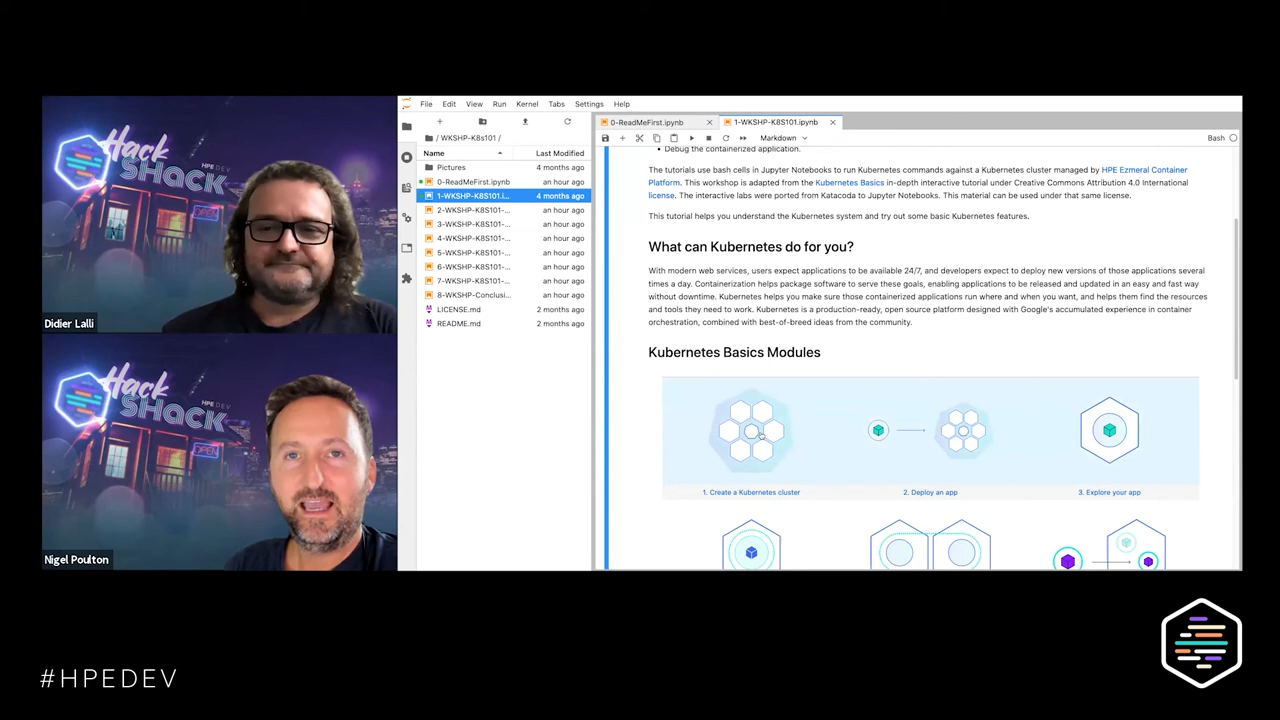 Hack
SHACK
HPE DEV
OPEN
Didier Lalli
Hack
SHACK
HPE DEV
OPEN
Nigel Poulton
File Edit View Run Kernel Tabs Settings Help
/ WKSHP-K8s101 /
Name Last Modified
Pictures 4 months ago
0-ReadMeFirst.ipynb an hour ago
1-WKSHP-K8S101.i... 4 months ago
2-WKSHP-K8S101-... an hour ago
3-WKSHP-K8S101-... an hour ago
4-WKSHP-K8S101-... an hour ago
5-WKSHP-K8S101-... an hour ago
6-WKSHP-K8S101-... an hour ago
7-WKSHP-K8S101-... an hour ago
8-WKSHP-Conclusi... an hour ago
LICENSE.md 2 months ago
README.md 2 months ago
0-ReadMeFirst.ipynb 1-WKSHP-K8S101.ipynb
Markdown Bash
• Debug the containerized application.
The tutorials use bash cells in Jupyter Notebooks to run Kubernetes commands against a Kubernetes cluster managed by HPE Ezmeral Container
Platform. This workshop is adapted from the Kubernetes Basics in-depth interactive tutorial under Creative Commons Attribution 4.0 International
license. The interactive labs were ported from Katacoda to Jupyter Notebooks. This material can be used under that same license.
This tutorial helps you understand the Kubernetes system and try out some basic Kubernetes features.
What can Kubernetes do for you?
With modern web services, users expect applications to be available 24/7, and developers expect to deploy new versions of those applications several
times a day. Containerization helps package software to serve these goals, enabling applications to be released and updated in an easy and fast way
without downtime. Kubernetes helps you make sure those containerized applications run where and when you want, and helps them find the resources
and tools they need to work. Kubernetes is a production-ready, open source platform designed with Google's accumulated experience in container
orchestration, combined with best-of-breed ideas from the community.
Kubernetes Basics Modules
1. Create a Kubernetes cluster
2. Deploy an app
3. Explore your app
#HPEDEV